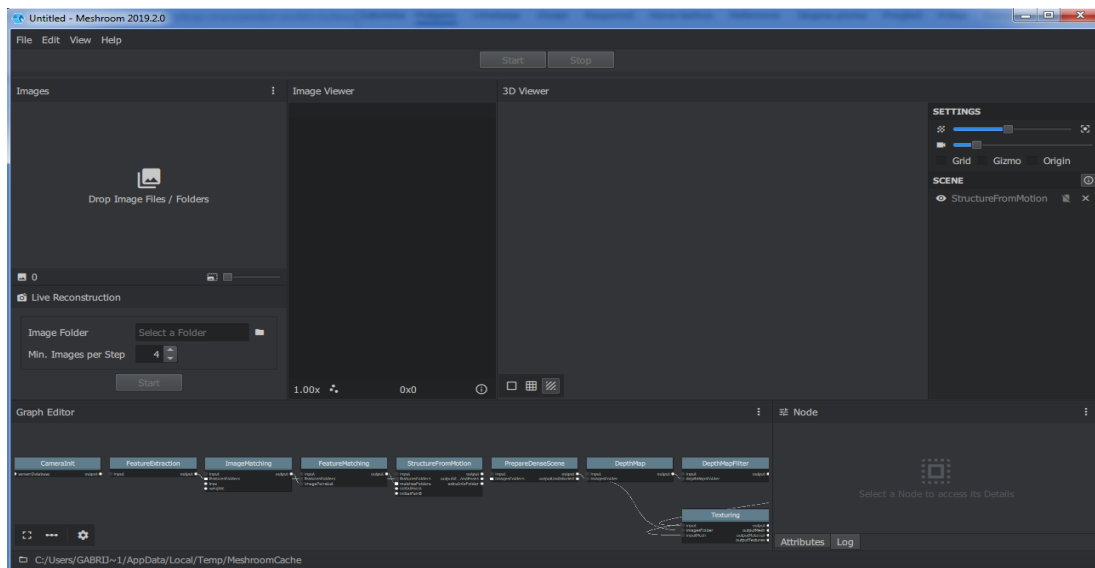 Untitled - Meshroom 2019.2.0
File Edit View Help
Start Stop
Images
Image Viewer
3D Viewer
Drop Image Files / Folders
SETTINGS
Grid Gizmo Origin
SCENE
StructureFromMotion
0
Live Reconstruction
Image Folder Select a Folder
Min. Images per Step 4
Start
1.00x 0x0
Graph Editor
Node
CameraInit FeatureExtraction ImageMatching FeatureMatching StructureFromMotion PrepareDenseScene DepthMap DepthMapFilter
Texturing
Select a Node to access its Details
Attributes Log
C:/Users/GABRIJ~1/AppData/Local/Temp/MeshroomCache